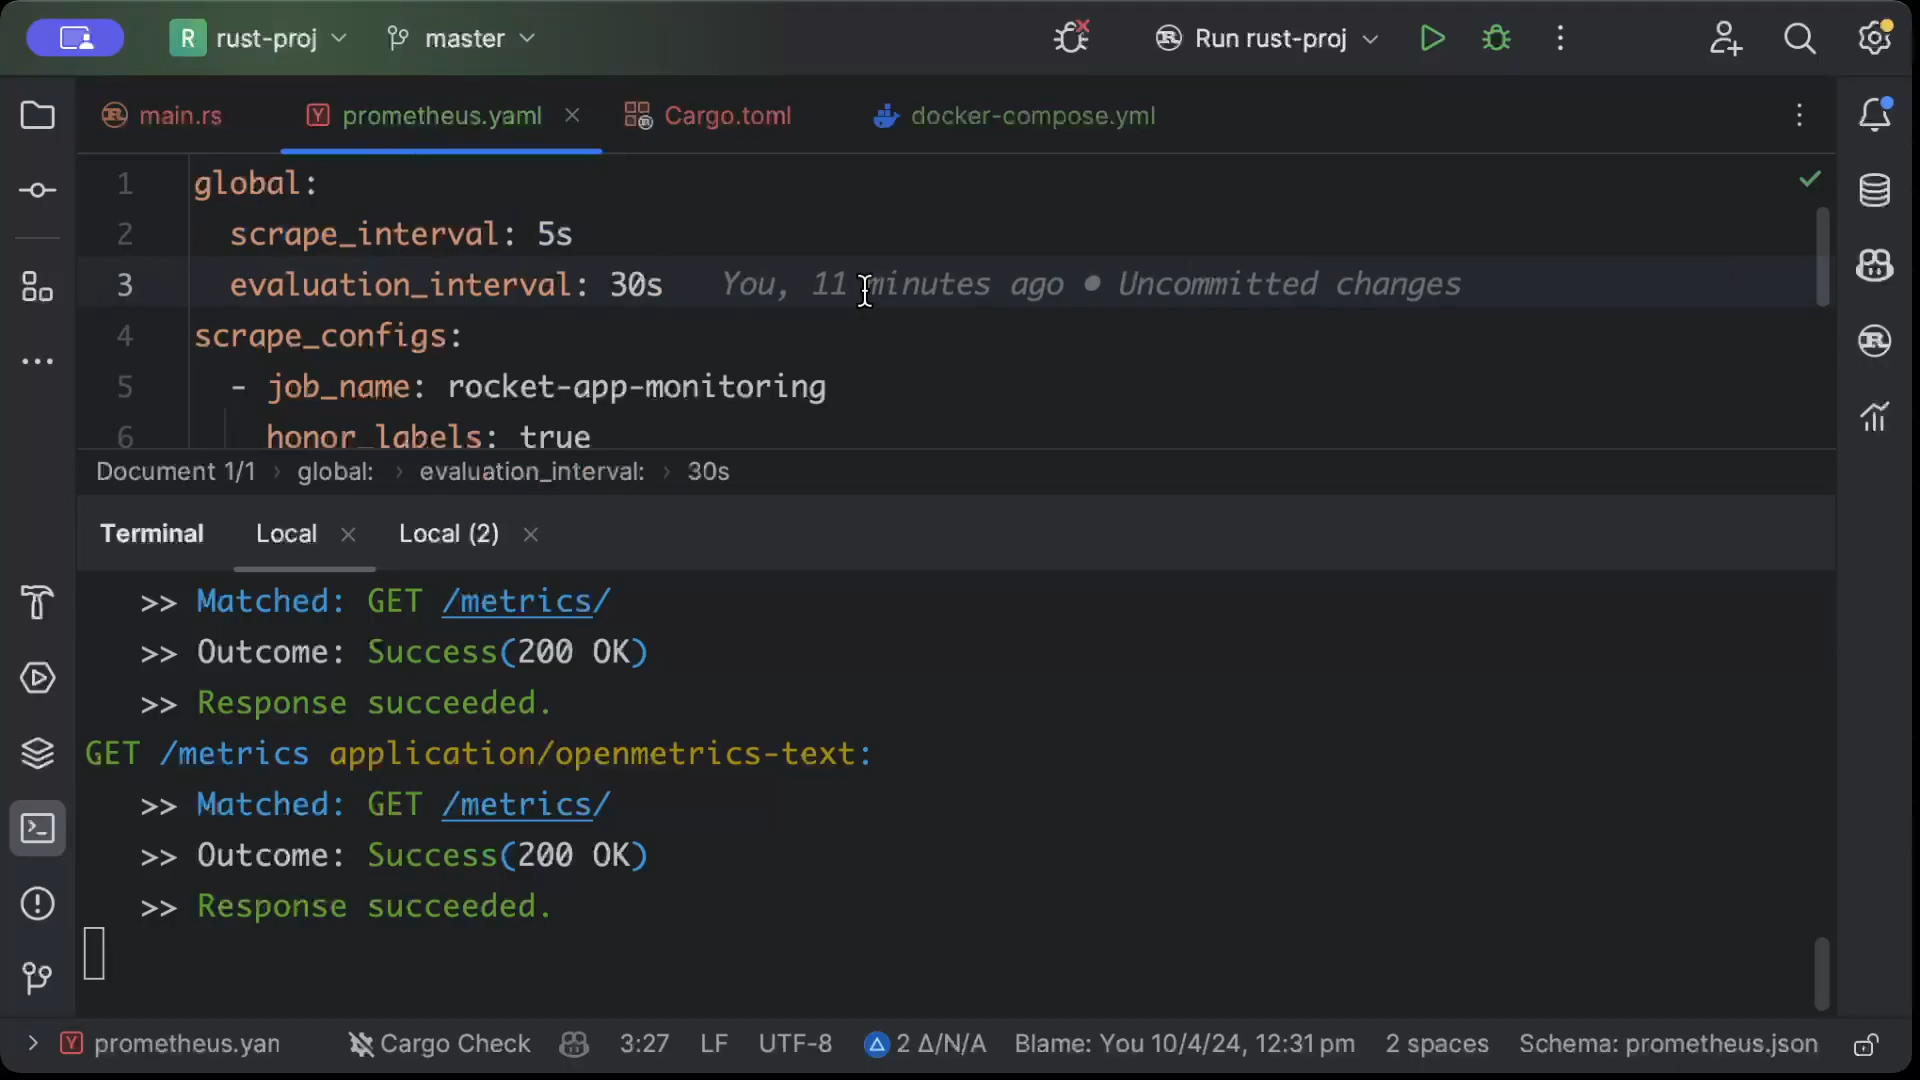 R rust-proj master Run rust-proj
main.rs prometheus.yaml Cargo.toml docker-compose.yml
1 global:
2 scrape_interval: 5s
3 evaluation_interval: 30s You, 11 minutes ago • Uncommitted changes
4 scrape_configs:
5 - job_name: rocket-app-monitoring
6 honor_labels: true
Document 1/1 › global: › evaluation_interval: › 30s
Terminal Local Local (2)
>> Matched: GET /metrics/
>> Outcome: Success(200 OK)
>> Response succeeded.
GET /metrics application/openmetrics-text:
>> Matched: GET /metrics/
>> Outcome: Success(200 OK)
>> Response succeeded.
prometheus.yan Cargo Check 3:27 LF UTF-8 2 Δ/N/A Blame: You 10/4/24, 12:31 pm 2 spaces Schema: prometheus.json